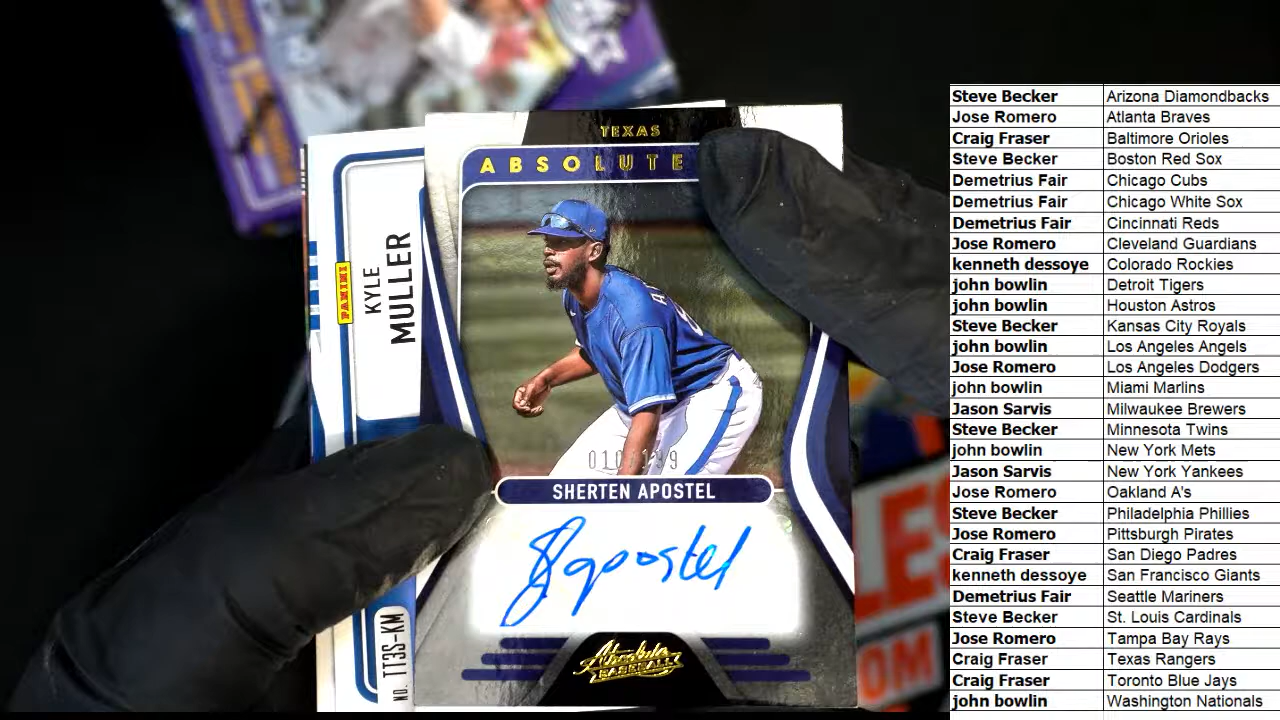 TEXAS
ABSOLUTE
PANINI
KYLE
MULLER
SHERTEN APOSTEL
Sapostel
Absolute
BASEBALL
NO. TT3S-KM
LES
OM
Steve Becker Arizona Diamondbacks
Jose Romero Atlanta Braves
Craig Fraser Baltimore Orioles
Steve Becker Boston Red Sox
Demetrius Fair Chicago Cubs
Demetrius Fair Chicago White Sox
Demetrius Fair Cincinnati Reds
Jose Romero Cleveland Guardians
kenneth dessoye Colorado Rockies
john bowlin Detroit Tigers
john bowlin Houston Astros
Steve Becker Kansas City Royals
john bowlin Los Angeles Angels
Jose Romero Los Angeles Dodgers
john bowlin Miami Marlins
Jason Sarvis Milwaukee Brewers
Steve Becker Minnesota Twins
john bowlin New York Mets
Jason Sarvis New York Yankees
Jose Romero Oakland A's
Steve Becker Philadelphia Phillies
Jose Romero Pittsburgh Pirates
Craig Fraser San Diego Padres
kenneth dessoye San Francisco Giants
Demetrius Fair Seattle Mariners
Steve Becker St. Louis Cardinals
Jose Romero Tampa Bay Rays
Craig Fraser Texas Rangers
Craig Fraser Toronto Blue Jays
john bowlin Washington Nationals